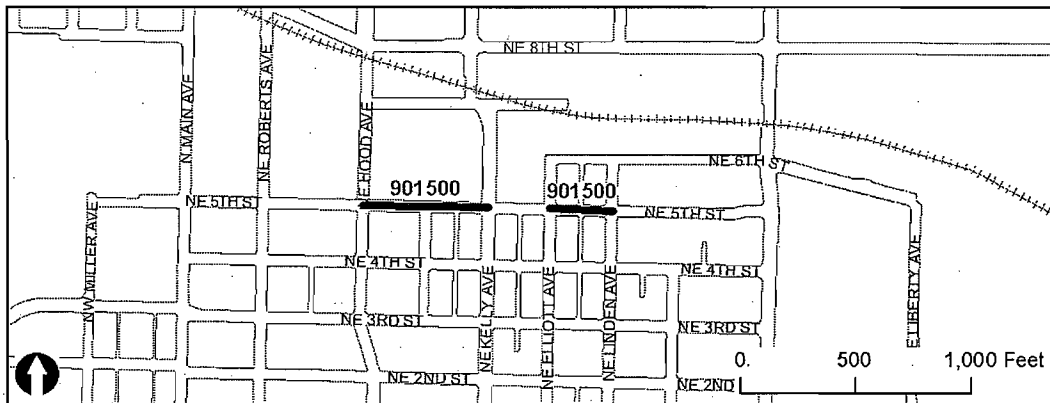 NE 8TH ST
N MAIN AVE
NE ROBERTS AVE
E HOOD AVE
NE 6TH ST
901500
901500
NE 5TH ST
NE 5TH ST
NW MILLER AVE
NE 4TH ST
NE 4TH ST
NE KELLY AVE
NE ELLIOTT AVE
NE LINDEN AVE
E LIBERTY AVE
NE 3RD ST
NE 3RD ST
NE 2ND ST
NE 2ND
0. 500 1,000 Feet